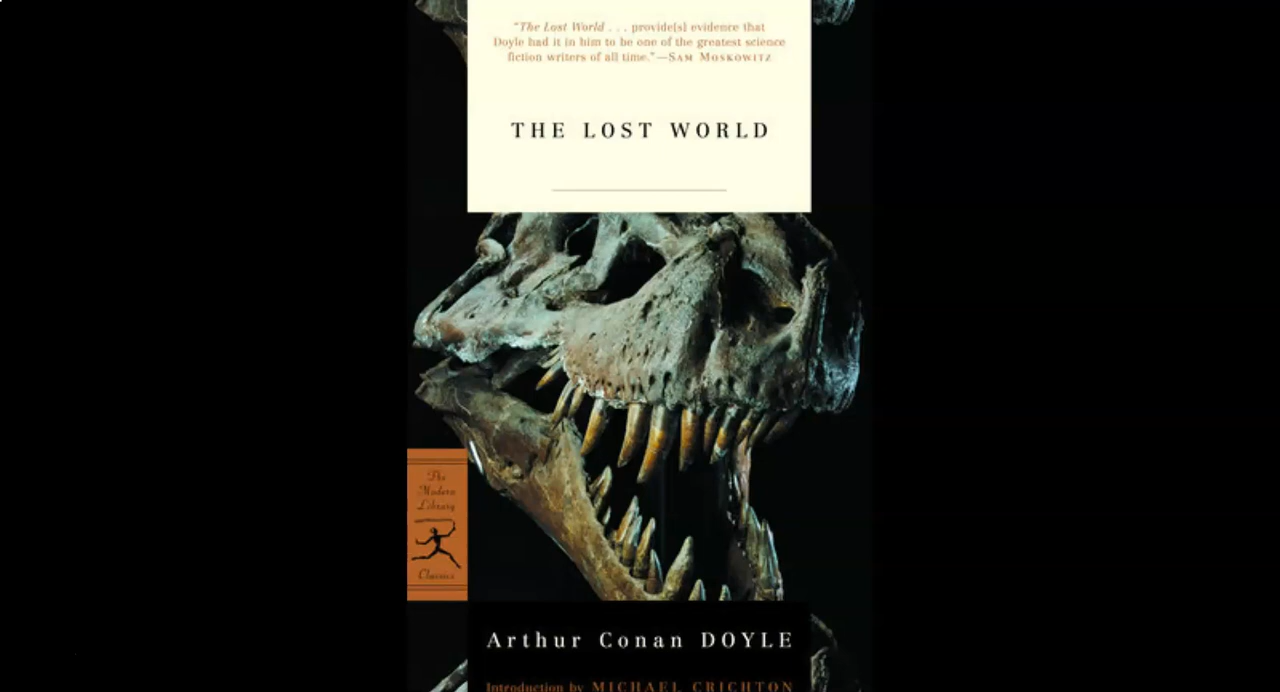 “The Lost World . . . provide[s] evidence that
Doyle had it in him to be one of the greatest science
fiction writers of all time.”—SAM MOSKOWITZ
THE LOST WORLD
The
Modern
Library
Classics
Arthur Conan DOYLE
Introduction by MICHAEL CRICHTON